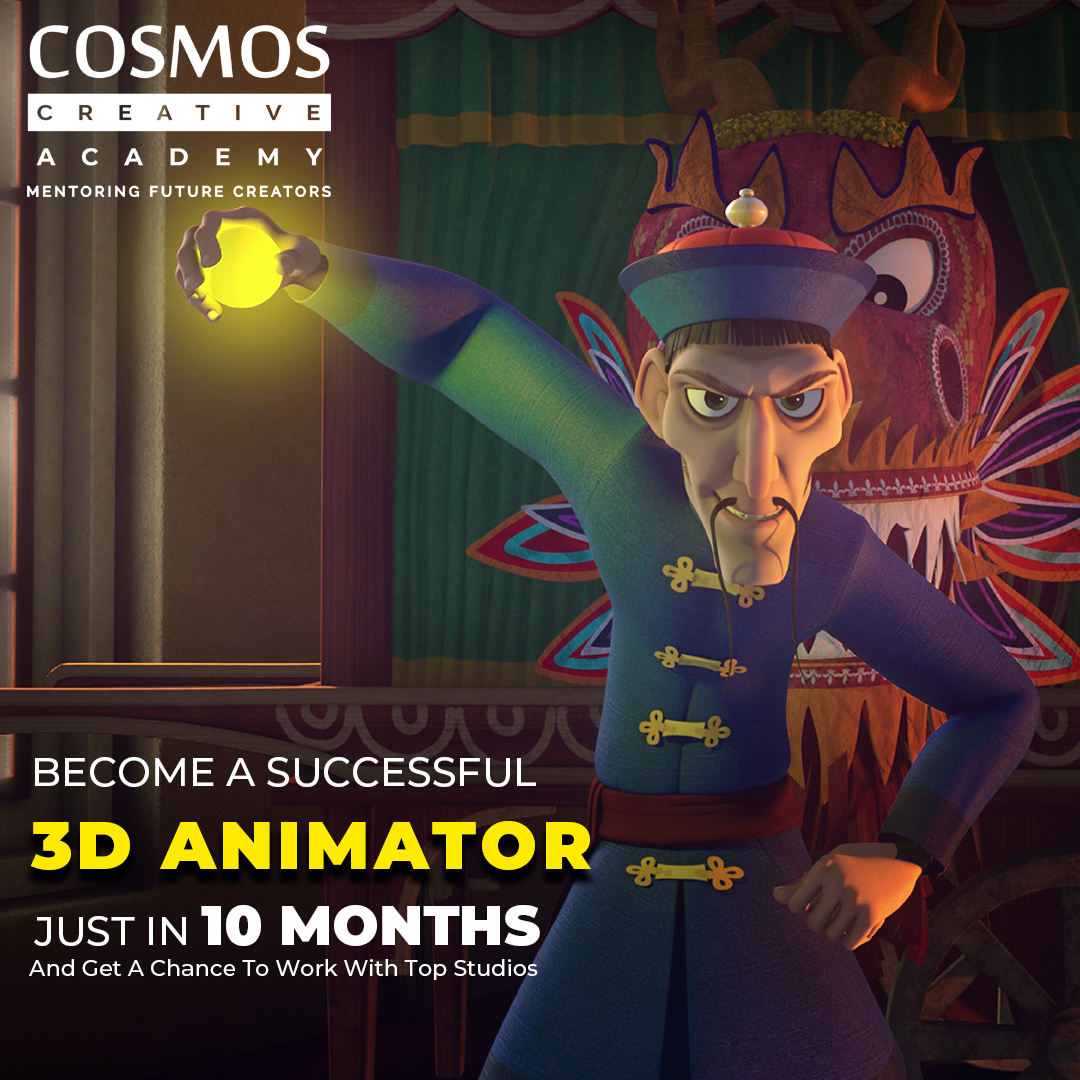 COSMOS
CREATIVE
ACADEMY
MENTORING FUTURE CREATORS
BECOME A SUCCESSFUL
3D ANIMATOR
JUST IN 10 MONTHS
And Get A Chance To Work With Top Studios